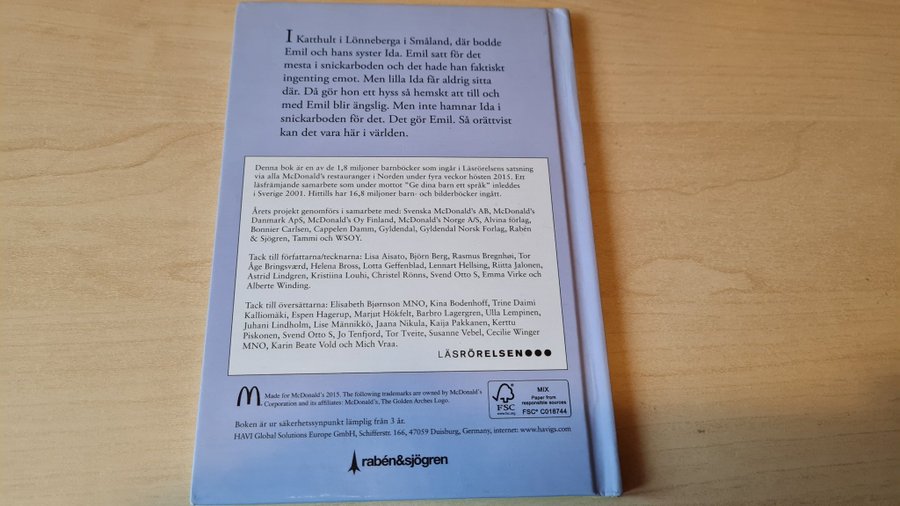 I Katthult i Lönneberga i Småland, där bodde
Emil och hans syster Ida. Emil satt för det
mesta i snickarboden och det hade han faktiskt
ingenting emot. Men lilla Ida får aldrig sitta
där. Då gör hon ett hyss så hemskt att till och
med Emil blir ängslig. Men inte hamnar Ida i
snickarboden för det. Det gör Emil. Så orättvist
kan det vara här i världen.
Denna bok är en av de 1,8 miljoner barnböcker som ingår i Läsrörelsens satsning
via alla McDonald's restauranger i Norden under fyra veckor hösten 2015. Ett
läsfrämjande samarbete som under mottot "Ge dina barn ett språk" inleddes
i Sverige 2001. Hittills har 16,8 miljoner barn- och bilderböcker ingått.
Årets projekt genomförs i samarbete med: Svenska McDonald's AB, McDonald's
Danmark ApS, McDonald's Oy Finland, McDonald's Norge A/S, Alvina förlag,
Bonnier Carlsen, Cappelen Damm, Gyldendal, Gyldendal Norsk Forlag, Rabén
& Sjögren, Tammi och WSOY.
Tack till författarna/tecknarna: Lisa Aisato, Björn Berg, Rasmus Bregnhøi, Tor
Åge Bringsværd, Helena Bross, Lotta Geffenblad, Lennart Hellsing, Riitta Jalonen,
Astrid Lindgren, Kristiina Louhi, Christel Rönns, Svend Otto S, Emma Virke och
Alberte Winding.
Tack till översättarna: Elisabeth Bjørnson MNO, Kina Bodenhoff, Trine Daimi
Kalliomäki, Espen Hagerup, Marjut Hökfelt, Barbro Lagergren, Ulla Lempinen,
Juhani Lindholm, Lise Männikkö, Jaana Nikula, Kaija Pakkanen, Kerttu
Piskonen, Svend Otto S, Jo Tenfjord, Tor Tveite, Susanne Vebel, Cecilie Winger
MNO, Karin Beate Vold och Mich Vraa.
LÄSRÖRELSEN
Made for McDonald's 2015. The following trademarks are owned by McDonald's
Corporation and its affiliates: McDonald's, The Golden Arches Logo.
FSC
www.fsc.org
MIX
Paper from
responsible sources
FSC® C018744
Boken är ur säkerhetssynpunkt lämplig från 3 år.
HAVI Global Solutions Europe GmbH, Schifferstr. 166, 47059 Duisburg, Germany, internet: www.havigs.com
rabén&sjögren